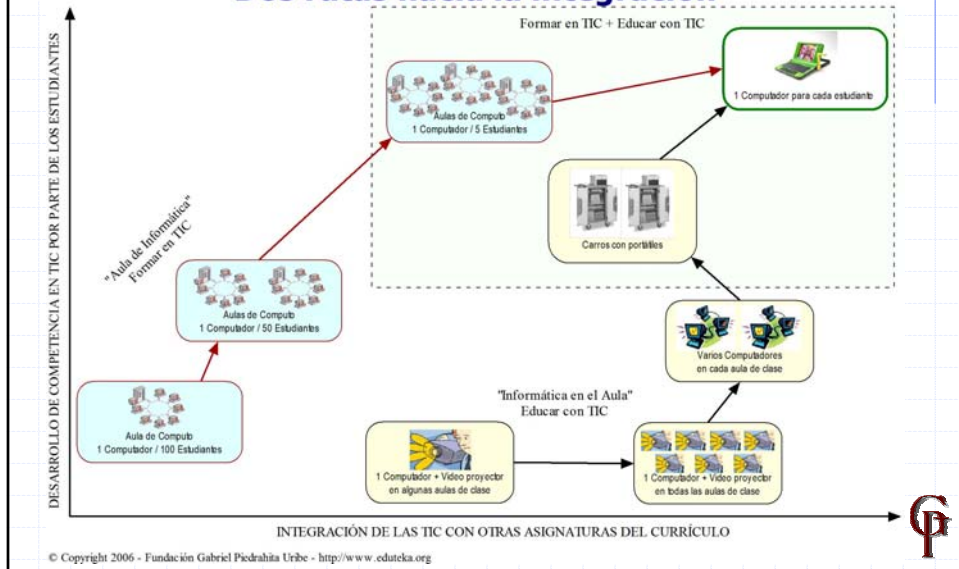 Dos rutas hacia la integración
Formar en TIC + Educar con TIC
1 Computador para cada estudiante
Aulas de Computo
1 Computador / 5 Estudiantes
Carros con portátiles
"Aula de Informática"
Formar en TIC
Aulas de Computo
1 Computador / 50 Estudiantes
Varios Computadores
en cada aula de clase
Aula de Computo
1 Computador / 100 Estudiantes
"Informática en el Aula"
Educar con TIC
1 Computador + Video proyector
en algunas aulas de clase
1 Computador + Video proyector
en todas las aulas de clase
DESARROLLO DE COMPETENCIA EN TIC POR PARTE DE LOS ESTUDIANTES
INTEGRACIÓN DE LAS TIC CON OTRAS ASIGNATURAS DEL CURRÍCULO
© Copyright 2006 - Fundación Gabriel Piedrahita Uribe - http://www.eduteka.org